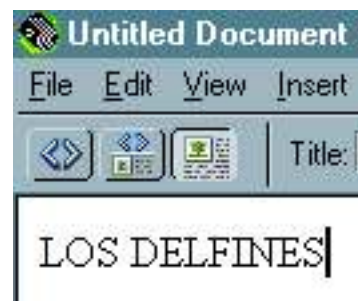 Untitled Document
File Edit View Insert
Title:
LOS DELFINES